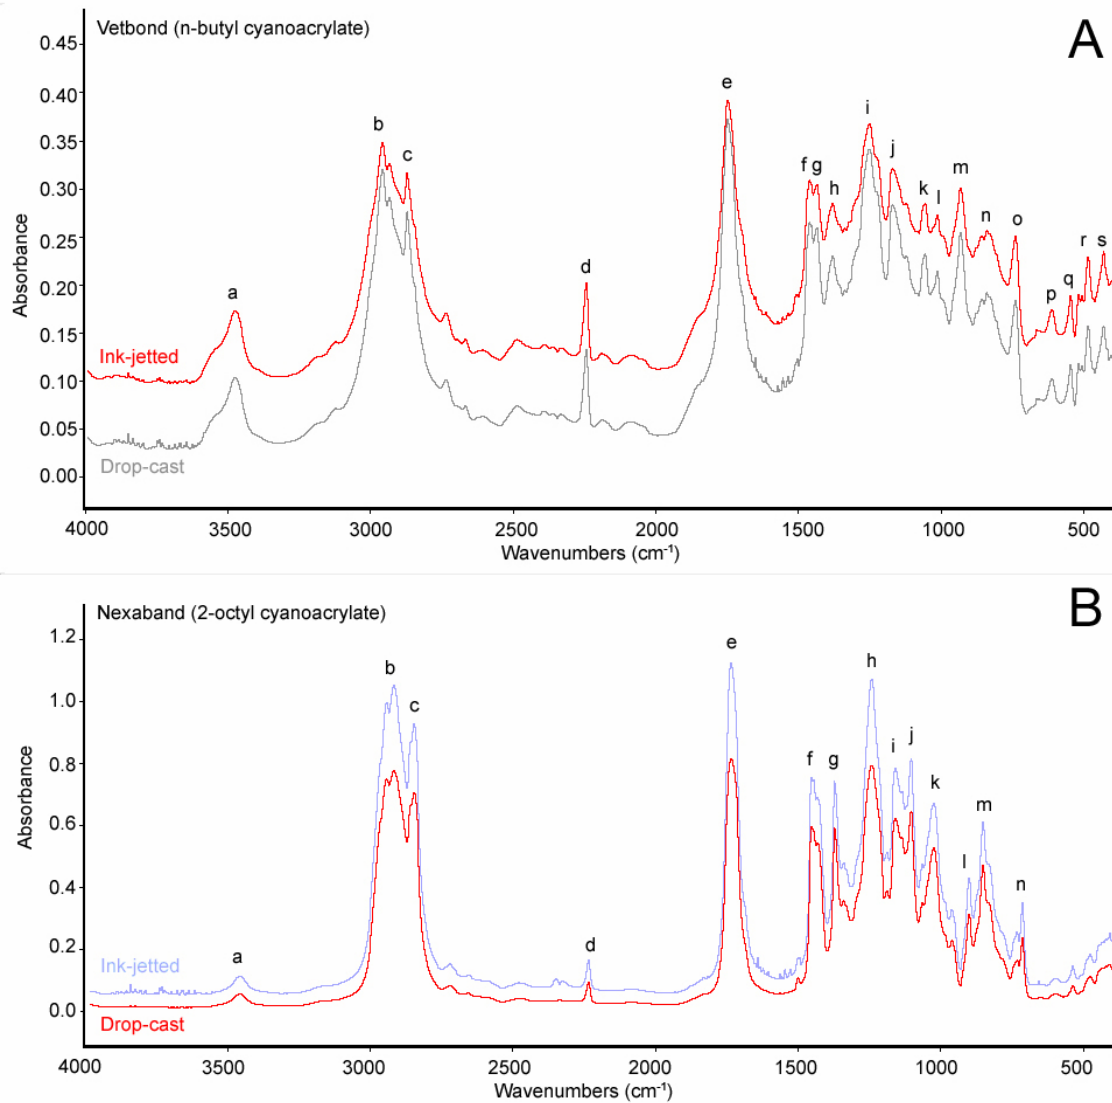 Vetbond (n-butyl cyanoacrylate)
A
Absorbance
0.45
0.40
0.35
0.30
0.25
0.20
0.15
0.10
0.05
0.00
a
b
c
d
e
f
g
h
i
j
k
l
m
n
o
p
q
r
s
Ink-jetted
Drop-cast
4000
3500
3000
2500
2000
1500
1000
500
Wavenumbers (cm⁻¹)
Nexaband (2-octyl cyanoacrylate)
B
Absorbance
1.2
1.0
0.8
0.6
0.4
0.2
0.0
a
b
c
d
e
f
g
h
i
j
k
l
m
n
Ink-jetted
Drop-cast
4000
3500
3000
2500
2000
1500
1000
500
Wavenumbers (cm⁻¹)